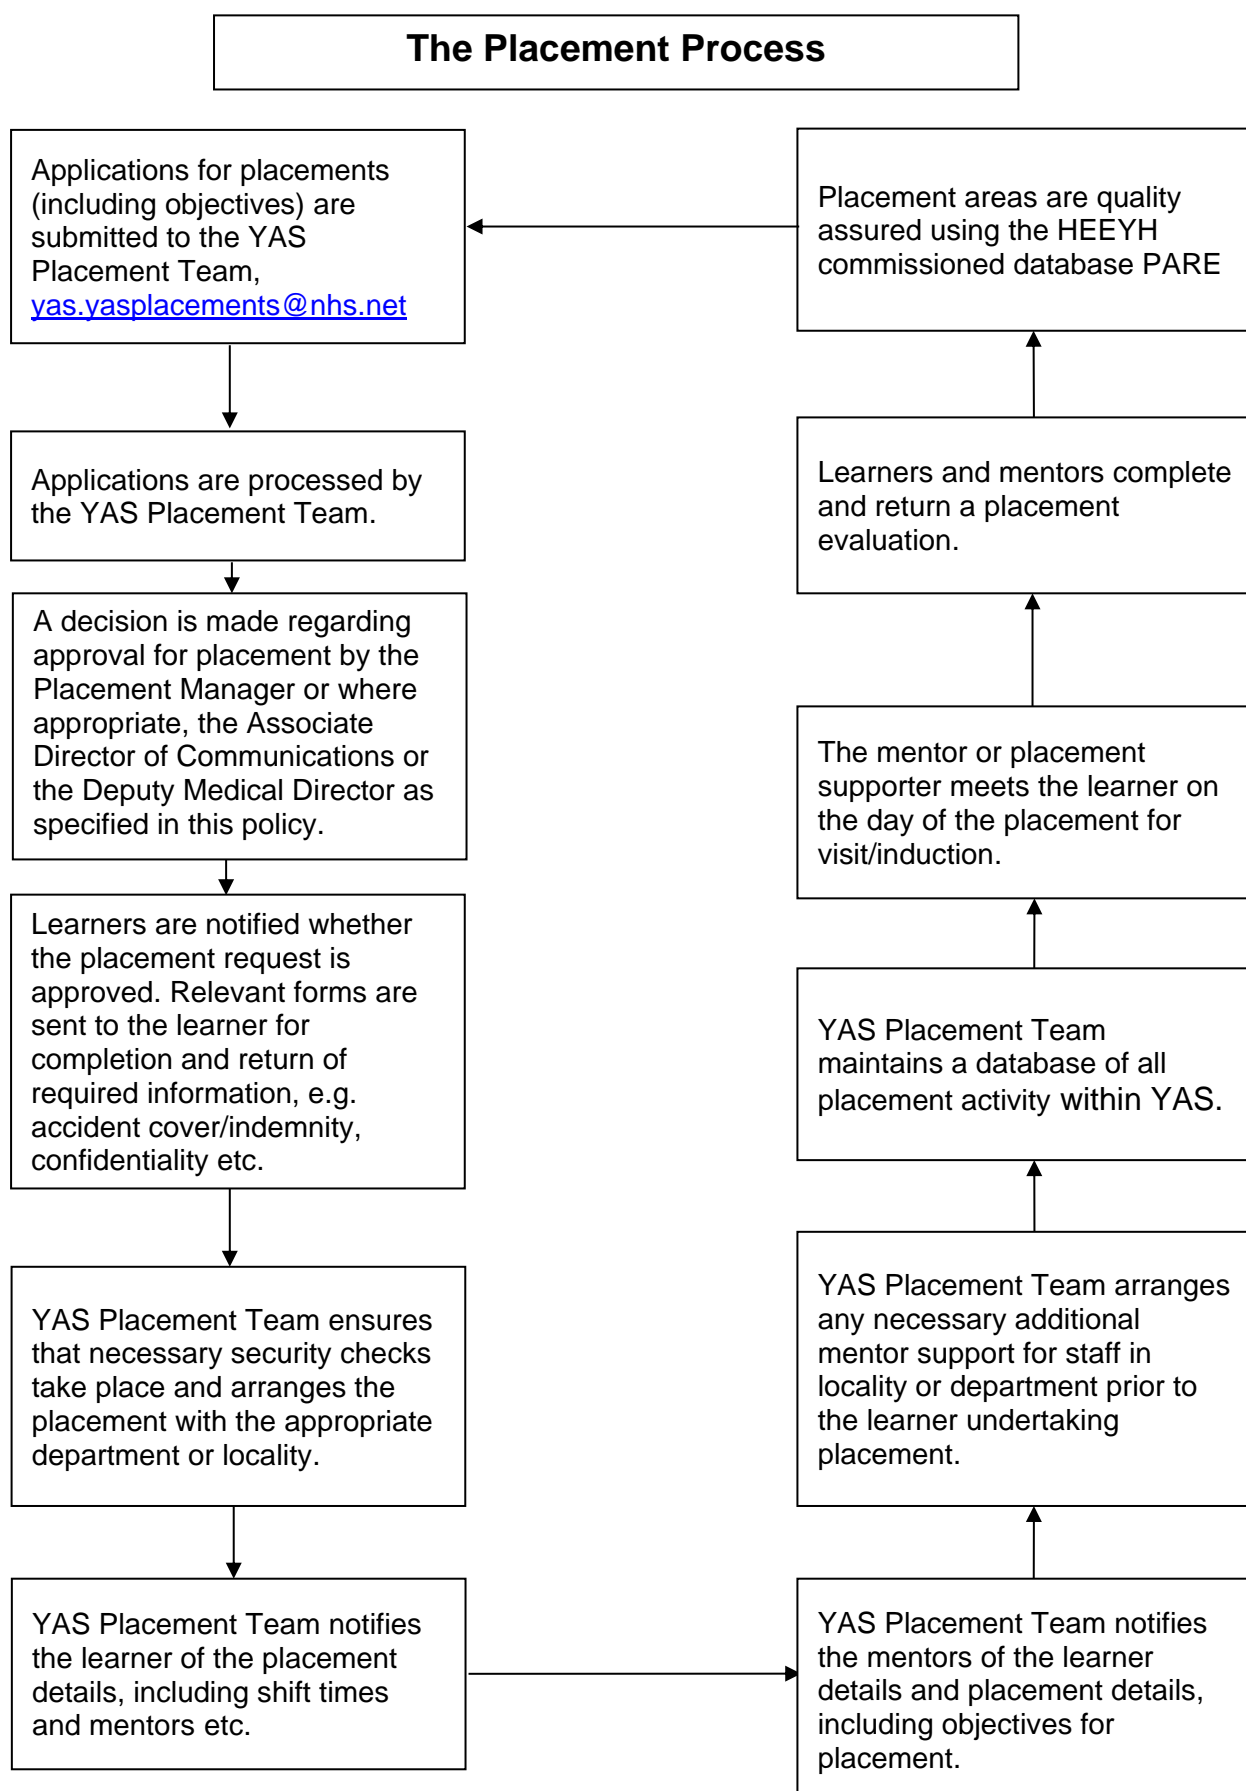 The Placement Process
Applications for placements
(including objectives) are
submitted to the YAS
Placement Team,
yas.yasplacements@nhs.net
Applications are processed by
the YAS Placement Team.
A decision is made regarding
approval for placement by the
Placement Manager or where
appropriate, the Associate
Director of Communications or
the Deputy Medical Director as
specified in this policy.
Learners are notified whether
the placement request is
approved. Relevant forms are
sent to the learner for
completion and return of
required information, e.g.
accident cover/indemnity,
confidentiality etc.
YAS Placement Team ensures
that necessary security checks
take place and arranges the
placement with the appropriate
department or locality.
YAS Placement Team notifies
the learner of the placement
details, including shift times
and mentors etc.
YAS Placement Team notifies
the mentors of the learner
details and placement details,
including objectives for
placement.
YAS Placement Team arranges
any necessary additional
mentor support for staff in
locality or department prior to
the learner undertaking
placement.
YAS Placement Team
maintains a database of all
placement activity within YAS.
The mentor or placement
supporter meets the learner on
the day of the placement for
visit/induction.
Learners and mentors complete
and return a placement
evaluation.
Placement areas are quality
assured using the HEEYH
commissioned database PARE